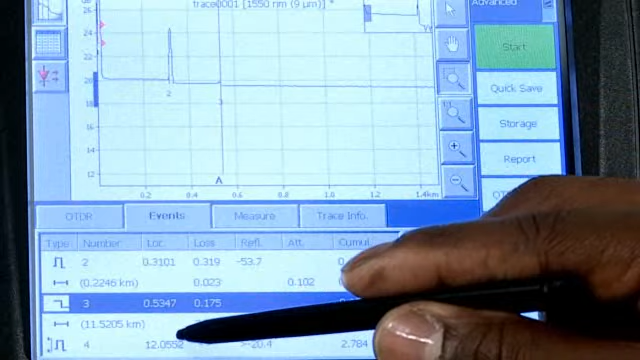 trace0001 [1550 nm (9 µm)] *
Advanced
26
24
22
20
18
16
14
12
2
3
A
0.2 0.4 0.6 0.8 1.0 1.2 1.4km
Start
Quick Save
Storage
Report
OTD
OTDR Events Measure Trace Info.
Type Number Loc. Loss Refl. Att. Cumul
2 0.3101 0.319 -53.7
(0.2246 km) 0.023 0.102
3 0.5347 0.175
(11.5205 km)
4 12.0552 >-20.4 2.784